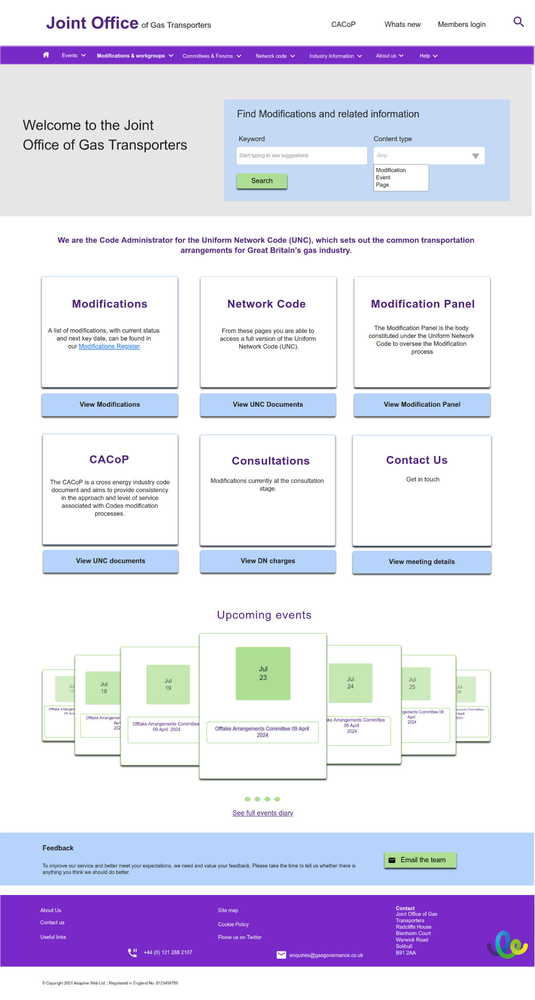 Joint Office of Gas Transporters
CACoP
Whats new
Members login
Events
Modifications & workgroups
Committees & Forums
Network code
Industry Information
About us
Help
Welcome to the Joint
Office of Gas Transporters
Find Modifications and related information
Keyword
Content type
Start typing to see suggestions
-Any-
Modification
Event
Page
Search
We are the Code Administrator for the Uniform Network Code (UNC), which sets out the common transportation
arrangements for Great Britain’s gas industry.
Modifications
A list of modifications, with current status
and next key date, can be found in
our Modifications Register.
View Modifications
Network Code
From these pages you are able to
access a full version of the Uniform
Network Code (UNC).
View UNC Documents
Modification Panel
The Modification Panel is the body
constituted under the Uniform Network
Code to oversee the Modification
process
View Modification Panel
CACoP
The CACoP is a cross energy industry code
document and aims to provide consistency
in the approach and level of service
associated with Codes modification
processes.
View UNC documents
Consultations
Modifications currently at the consultation
stage.
View DN charges
Contact Us
Get in touch
View meeting details
Upcoming events
Jul
17
Offtake Arrangem
09 Apri
Jul
18
Offtake Arrangemen
Apri
202
Jul
19
Offtake Arrangements Committee
09 April 2024
Jul
23
Offtake Arrangements Committee 09 April
2024
Jul
24
ke Arrangements Committee
09 April
2024
Jul
25
ngements Committee 09
April
2024
Jul
26
ements Committee
April
2024
See full events diary
Feedback
To improve our service and better meet your expectations, we need and value your feedback. Please take the time to tell us whether there is
anything you think we should do better.
Email the team
About Us
Contact us
Useful links
+44 (0) 121 288 2107
Site map
Cookie Policy
Floow us on Twitter
enquiries@gasgovernance.co.uk
Contact
Joint Office of Gas
Transporters
Radcliffe House
Blenheim Court
Warwick Road
Solihull
B91 2AA
© Copyright 2021 Adaptive Web Ltd. | Registered in England No. 0123456789